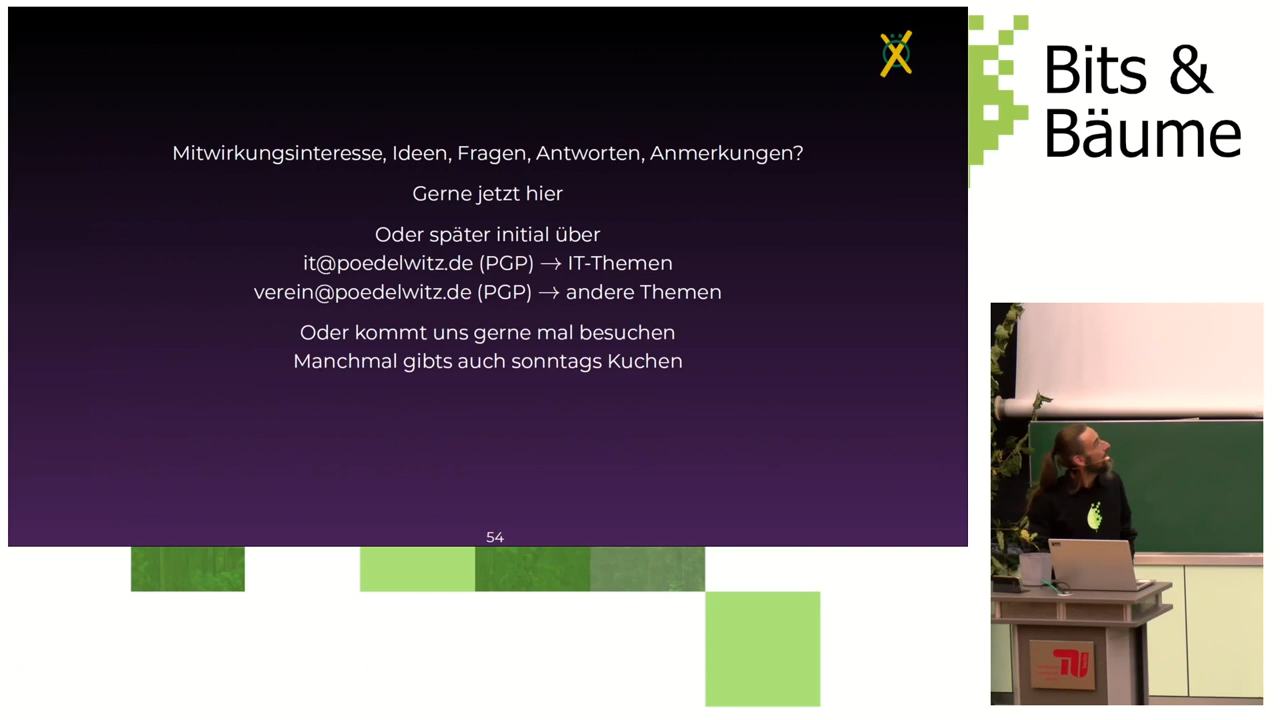 Mitwirkungsinteresse, Ideen, Fragen, Antworten, Anmerkungen?
Gerne jetzt hier
Oder später initial über
it@poedelwitz.de (PGP) → IT-Themen
verein@poedelwitz.de (PGP) → andere Themen
Oder kommt uns gerne mal besuchen
Manchmal gibts auch sonntags Kuchen
54
Bits &
Bäume